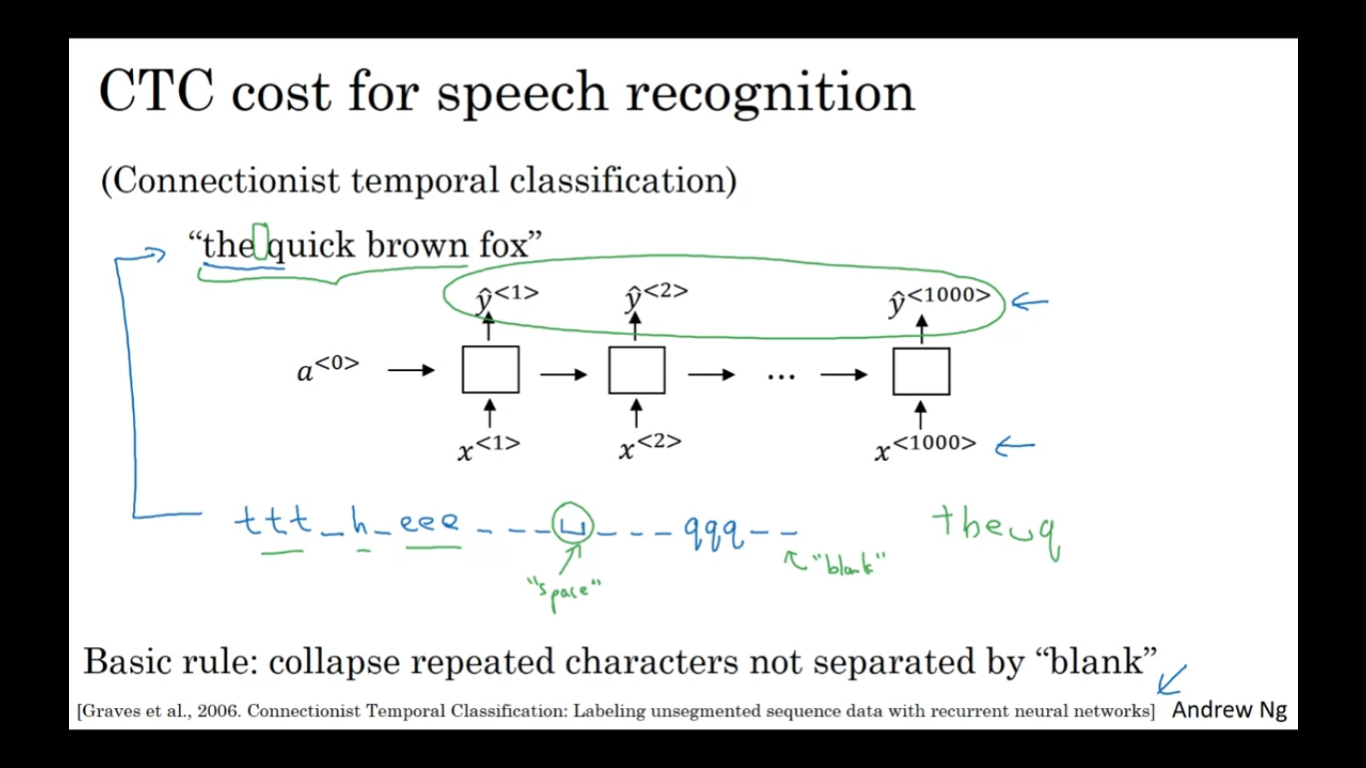 CTC cost for speech recognition
(Connectionist temporal classification)
“the quick brown fox”
ŷ<1> ŷ<2> ŷ<1000>
a<0> ...
x<1> x<2> x<1000>
ttt_h_eee___␣___qqq__ the␣q
"space" "blank"
Basic rule: collapse repeated characters not separated by “blank”
[Graves et al., 2006. Connectionist Temporal Classification: Labeling unsegmented sequence data with recurrent neural networks] Andrew Ng